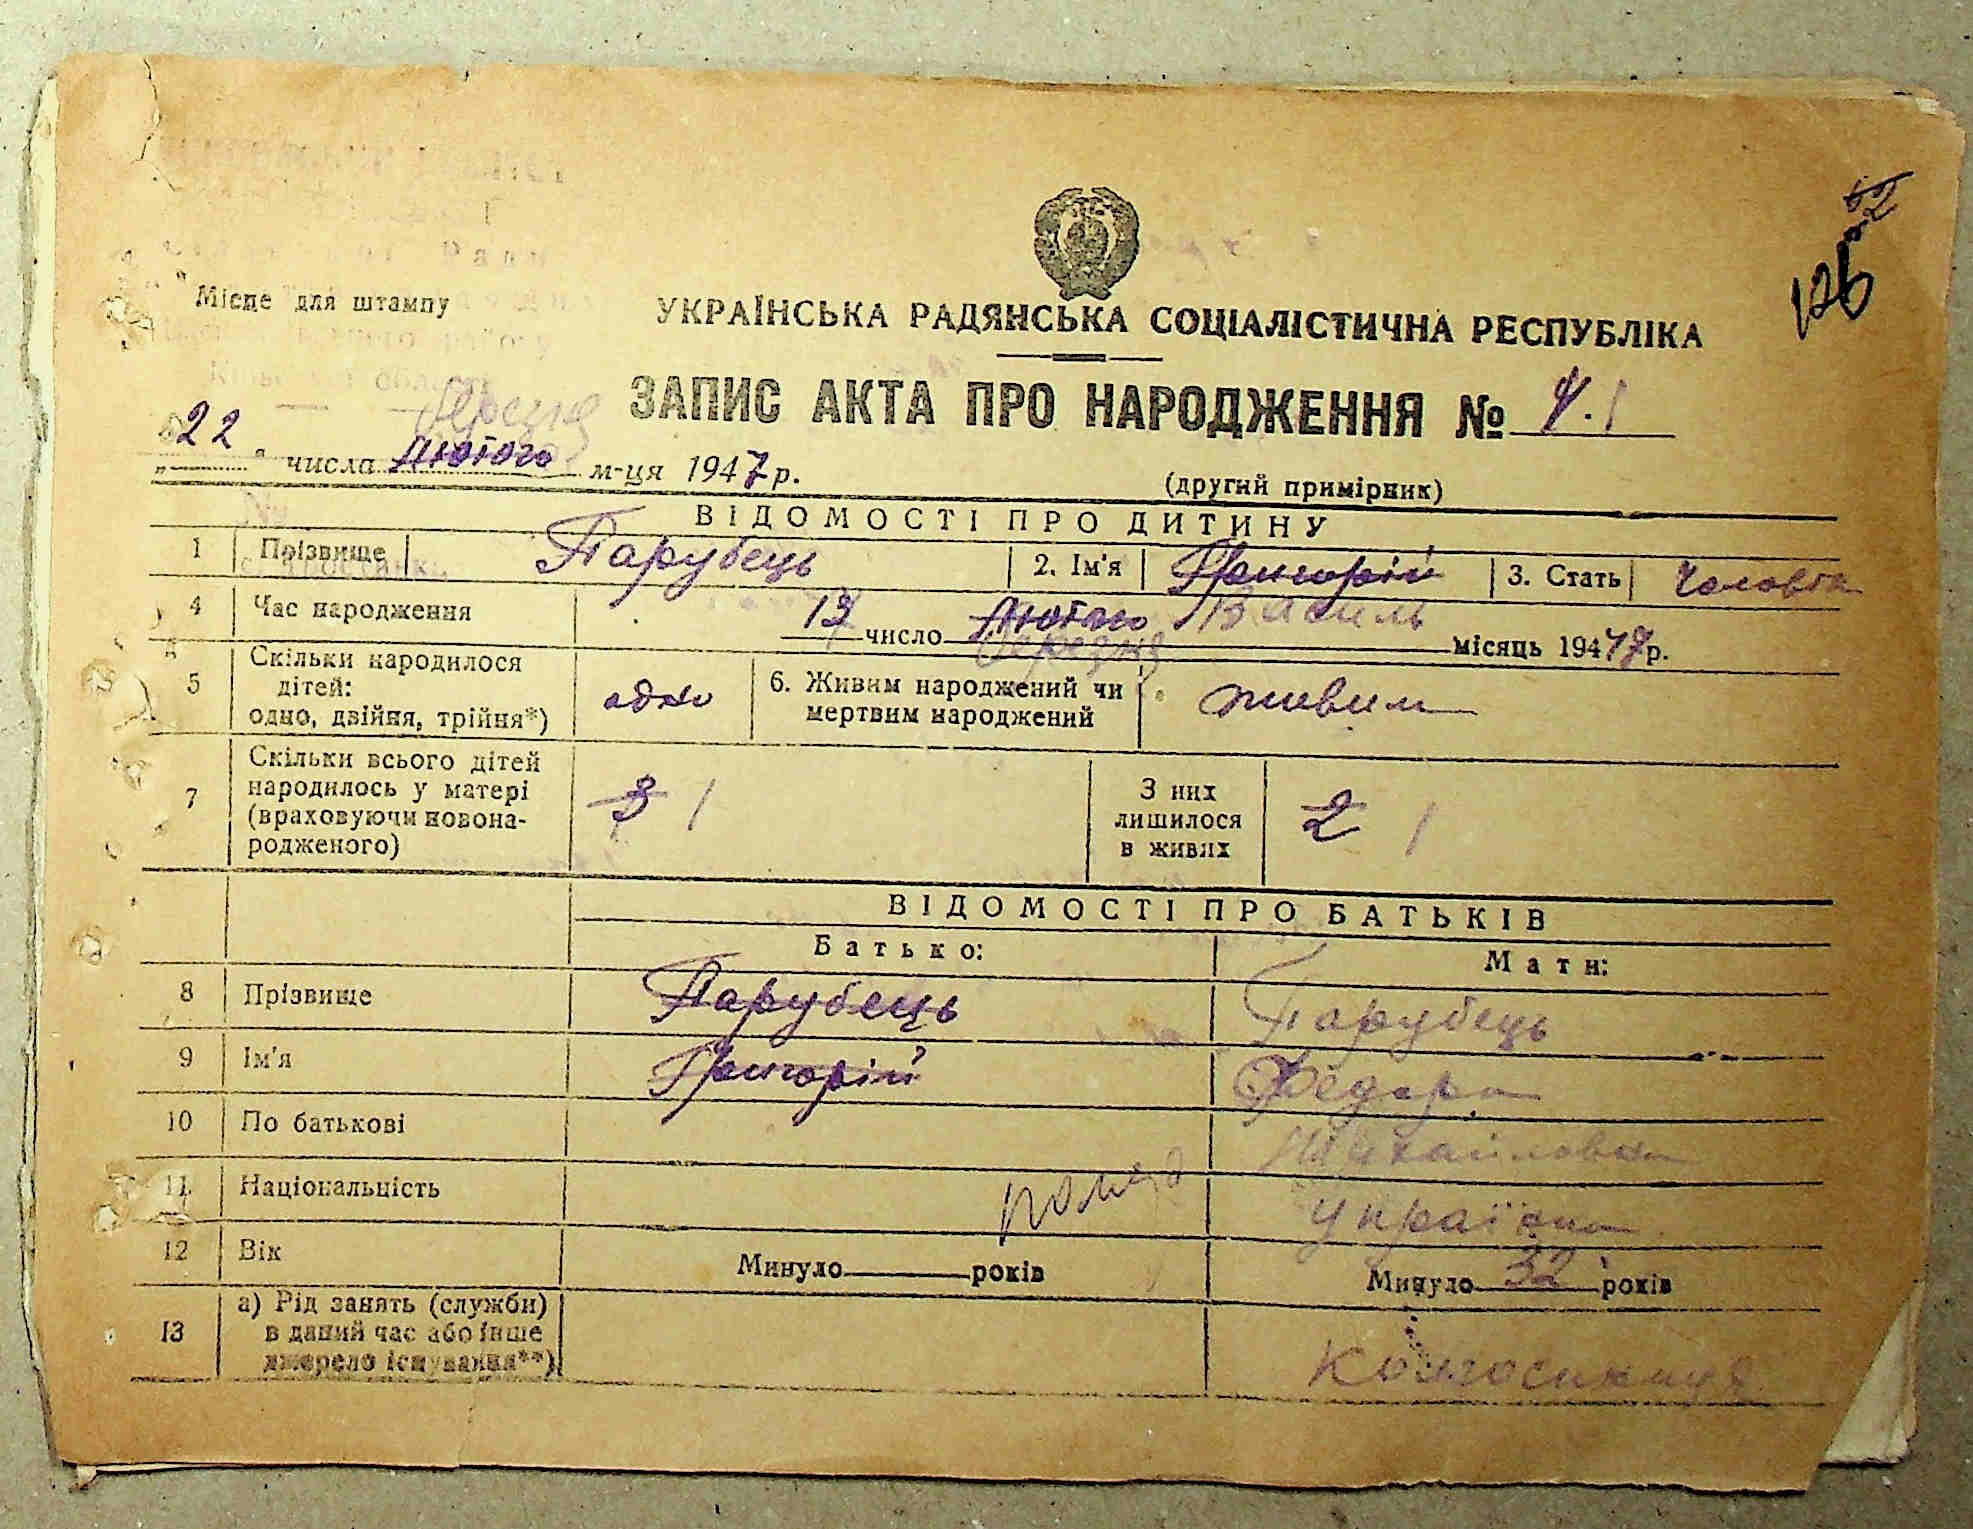 62
126
Місце для штампу
УКРАЇНСЬКА РАДЯНСЬКА СОЦІАЛІСТИЧНА РЕСПУБЛІКА
ЗАПИС АКТА ПРО НАРОДЖЕННЯ №
березня
"22" числа лютого м-ця 1947 р.
(другий примірник)
ВІДОМОСТІ ПРО ДИТИНУ
1 Прізвище Парубець 2. Ім'я Григорій 3. Стать
Василь
4 Час народження 13 число лютого місяць 1947 р.
березня
5 Скільки народилося дітей: одно, двійня, трійня*) одно 6. Живим народжений чи мертвим народжений живим
7 Скільки всього дітей народилось у матері (враховуючи новонародженого) 3 1 З них лишилося в живих 2 1
ВІДОМОСТІ ПРО БАТЬКІВ
Батько: Мати:
8 Прізвище Парубець Парубець
9 Ім'я Григорій Федора
10 По батькові Михайловна
11 Національність Українка
12 Вік Минуло років Минуло 32 років
13 а) Рід занять (служби) в даний час або інше джерело існування**)